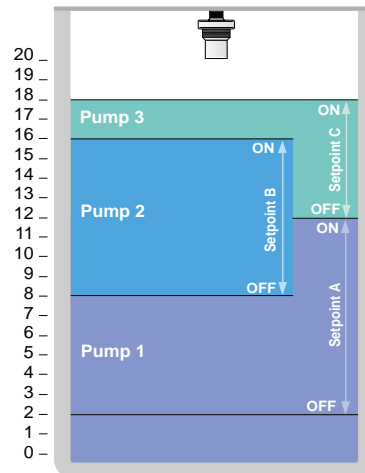 20
19
18
17
16
15
14
13
12
11
10
9
8
7
6
5
4
3
2
1
0
Pump 3
ON
Setpoint C
OFF
Pump 2
ON
Setpoint B
OFF
Pump 1
ON
Setpoint A
OFF